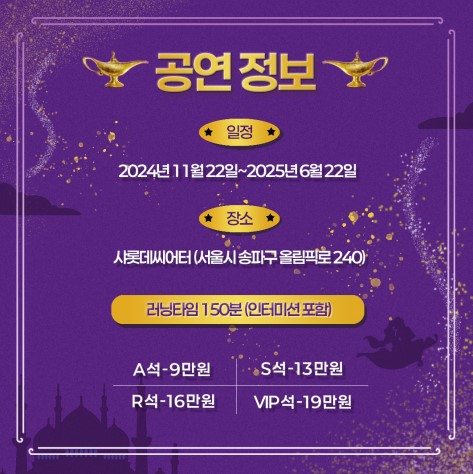 공연 정보
일정
2024년 11월 22일~2025년 6월 22일
장소
샤롯데씨어터 (서울시 송파구 올림픽로 240)
러닝타임 150분 (인터미션 포함)
A석-9만원
S석-13만원
R석-16만원
VIP석-19만원